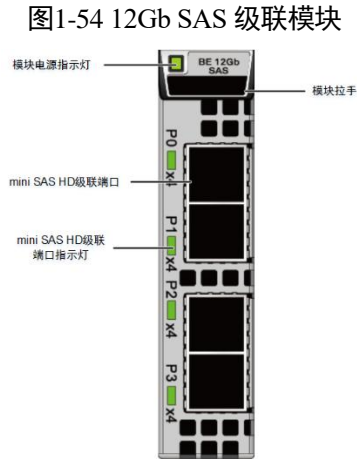 图1-54 12Gb SAS 级联模块
模块电源指示灯
BE 12Gb
SAS
模块拉手
P0
x4
mini SAS HD级联端口
P1
x4
mini SAS HD级联
端口指示灯
P2
x4
P3
x4